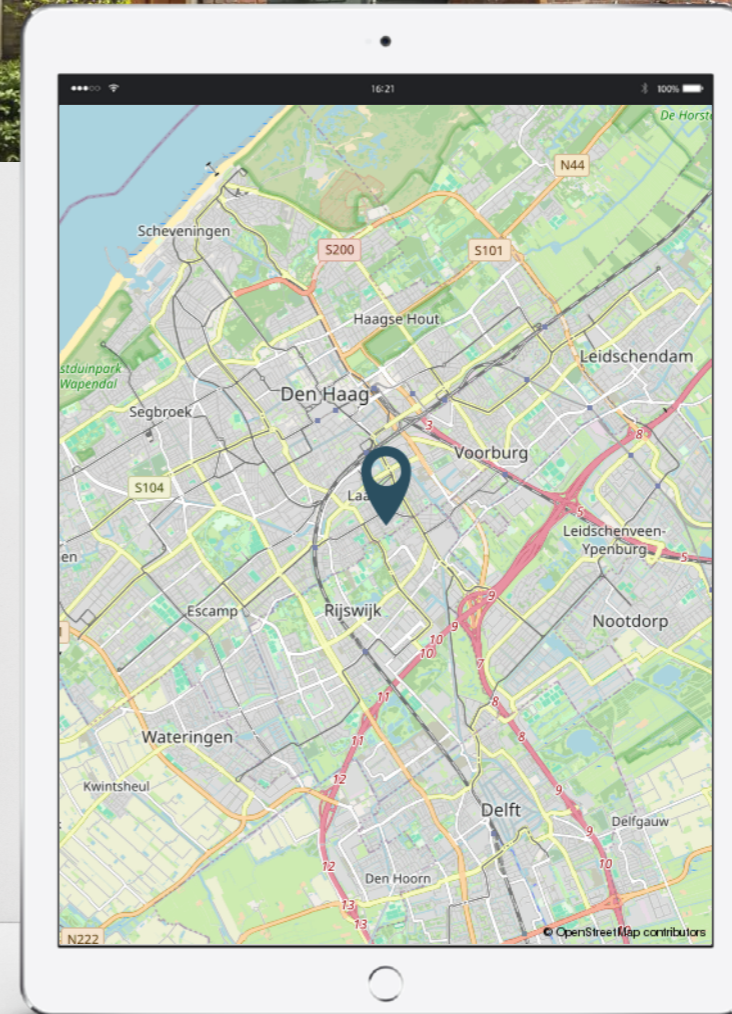 16:21
100%
De Horst
N44
Scheveningen
S200
S101
Haagse Hout
Leidschendam
stduinpark
Wapendal
Den Haag
Segbroek
3
8
Voorburg
S104
Laa
5
Leidschenveen-
Ypenburg
5
en
9
Escamp
Rijswijk
9
Nootdorp
10
10
7
11
8
11
8
Wateringen
12
9
Kwintsheul
Delft
9
Delfgauw
12
10
Den Hoorn
13
13
N222
© OpenStreetMap contributors